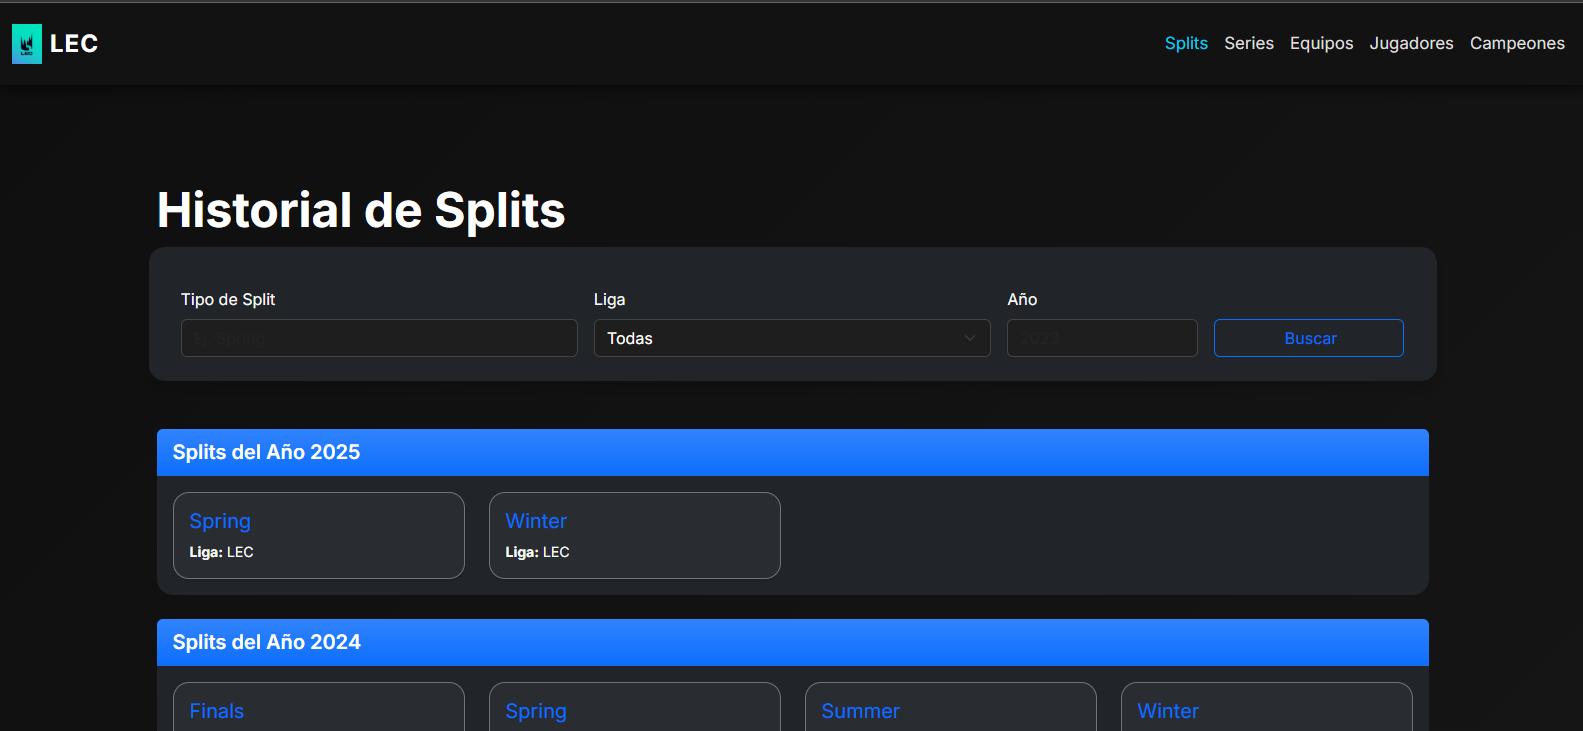 LEC
Splits Series Equipos Jugadores Campeones
Historial de Splits
Tipo de Split Liga Año
Ej: Spring Todas 2023 Buscar
Splits del Año 2025
Spring Winter
Liga: LEC Liga: LEC
Splits del Año 2024
Finals Spring Summer Winter